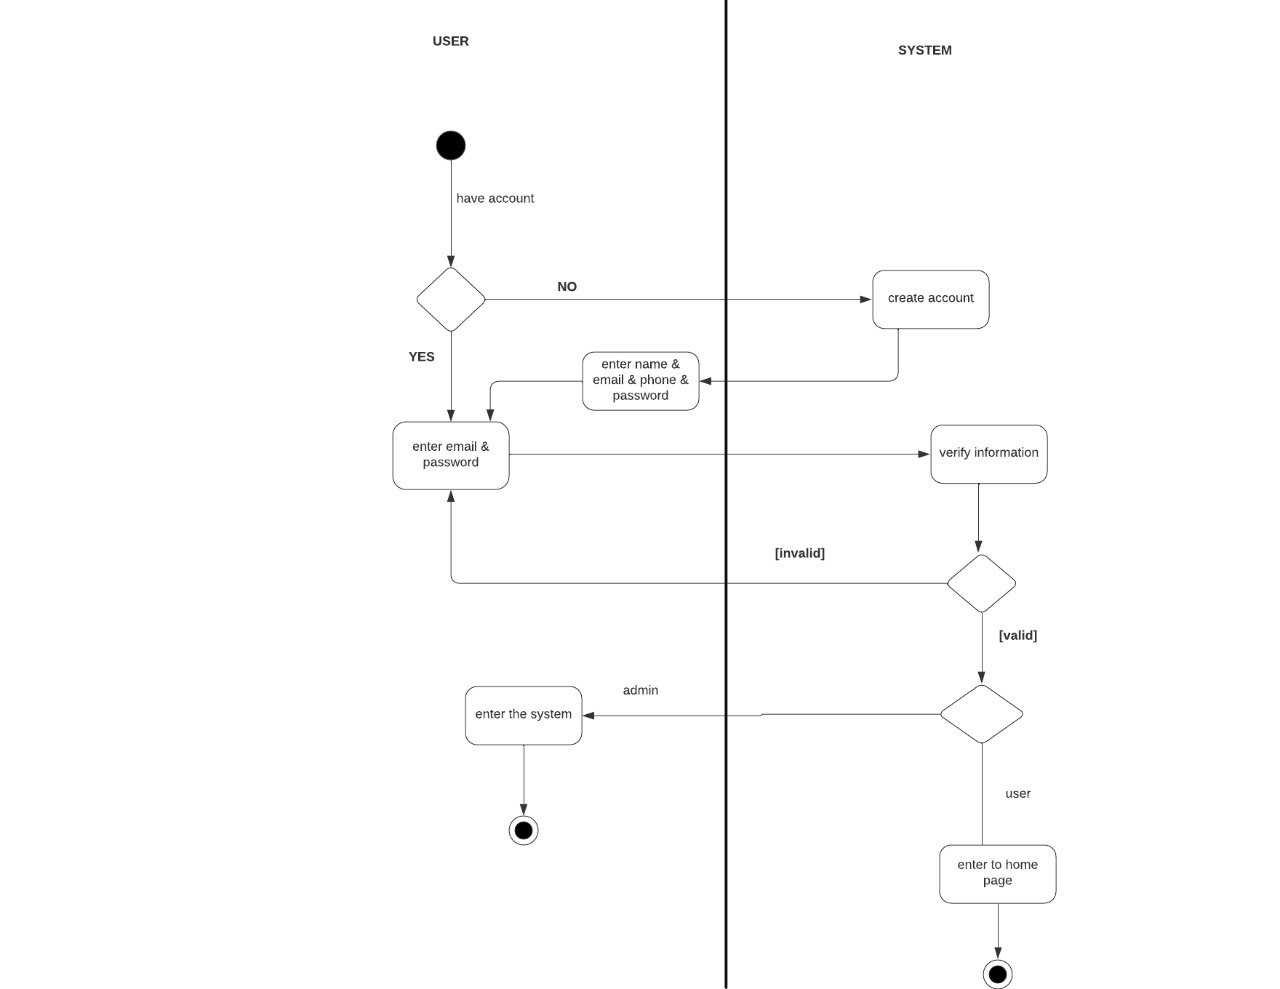 USER
SYSTEM
have account
NO
create account
YES
enter name &
email & phone &
password
enter email &
password
verify information
[invalid]
[valid]
admin
enter the system
user
enter to home
page